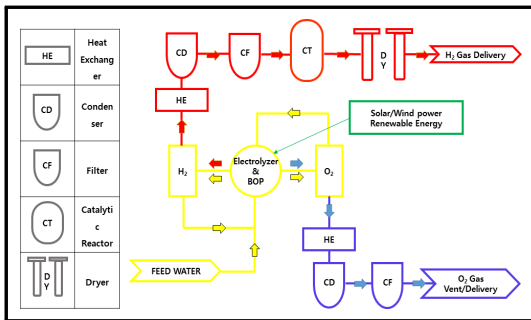 HE
Heat
Exchang
er
CD
Conden
ser
CF
Filter
CT
Catalyti
c
Reactor
D
Y
Dryer
CD
CF
CT
D
Y
H₂ Gas Delivery
HE
Solar/Wind power
Renewable Energy
H₂
Electrolyzer
&
BOP
O₂
HE
FEED WATER
CD
CF
O₂ Gas
Vent/Delivery